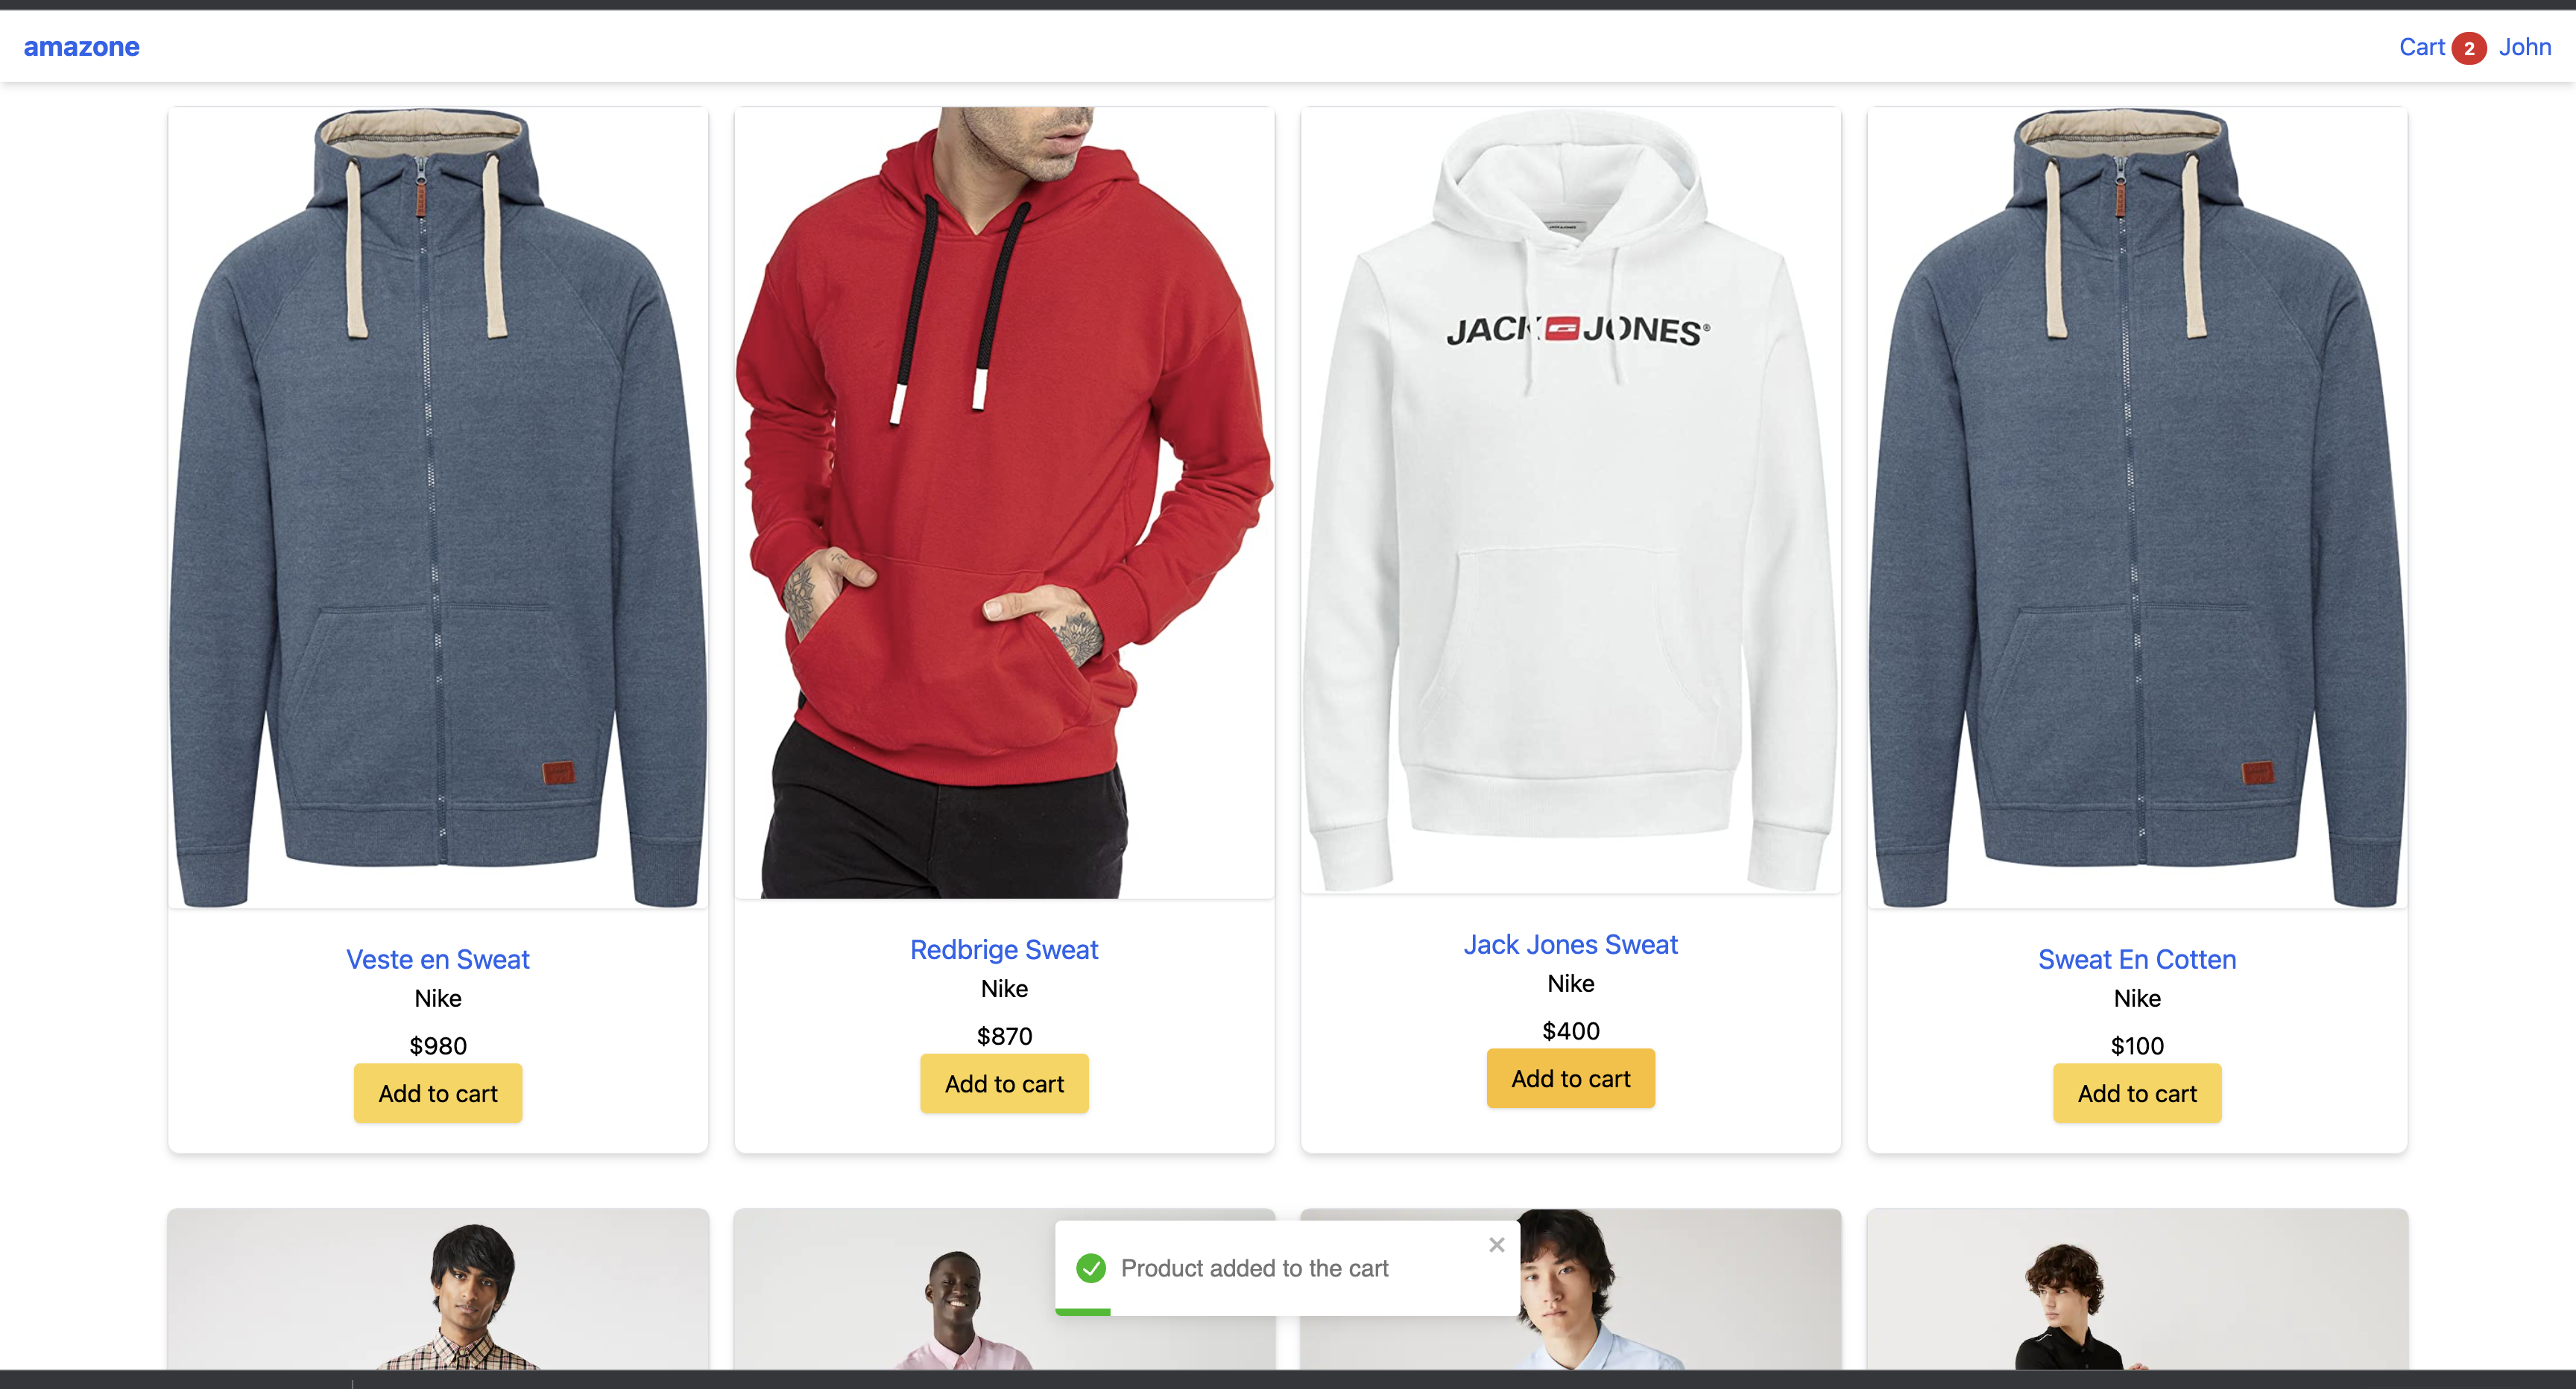 amazone
Cart 2 John
JACK JONES®
Veste en Sweat
Nike
$980
Add to cart
Redbrige Sweat
Nike
$870
Add to cart
Jack Jones Sweat
Nike
$400
Add to cart
Sweat En Cotten
Nike
$100
Add to cart
Product added to the cart